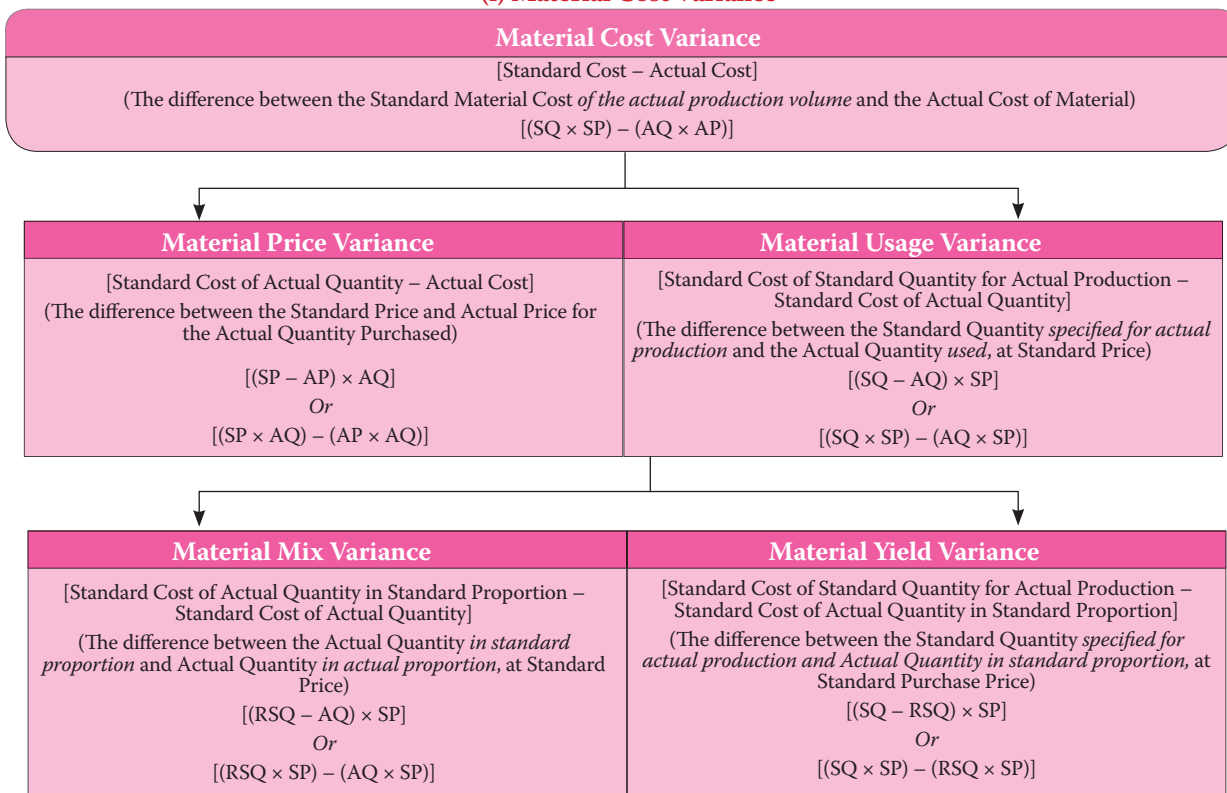 (I) Material Cost Variance
Material Cost Variance
[Standard Cost – Actual Cost]
(The difference between the Standard Material Cost of the actual production volume and the Actual Cost of Material)
[(SQ × SP) – (AQ × AP)]
Material Price Variance
[Standard Cost of Actual Quantity – Actual Cost]
(The difference between the Standard Price and Actual Price for
the Actual Quantity Purchased)
[(SP – AP) × AQ]
Or
[(SP × AQ) – (AP × AQ)]
Material Usage Variance
[Standard Cost of Standard Quantity for Actual Production –
Standard Cost of Actual Quantity]
(The difference between the Standard Quantity specified for actual
production and the Actual Quantity used, at Standard Price)
[(SQ – AQ) × SP]
Or
[(SQ × SP) – (AQ × SP)]
Material Mix Variance
[Standard Cost of Actual Quantity in Standard Proportion –
Standard Cost of Actual Quantity]
(The difference between the Actual Quantity in standard
proportion and Actual Quantity in actual proportion, at Standard
Price)
[(RSQ – AQ) × SP]
Or
[(RSQ × SP) – (AQ × SP)]
Material Yield Variance
[Standard Cost of Standard Quantity for Actual Production –
Standard Cost of Actual Quantity in Standard Proportion]
(The difference between the Standard Quantity specified for
actual production and Actual Quantity in standard proportion, at
Standard Purchase Price)
[(SQ – RSQ) × SP]
Or
[(SQ × SP) – (RSQ × SP)]